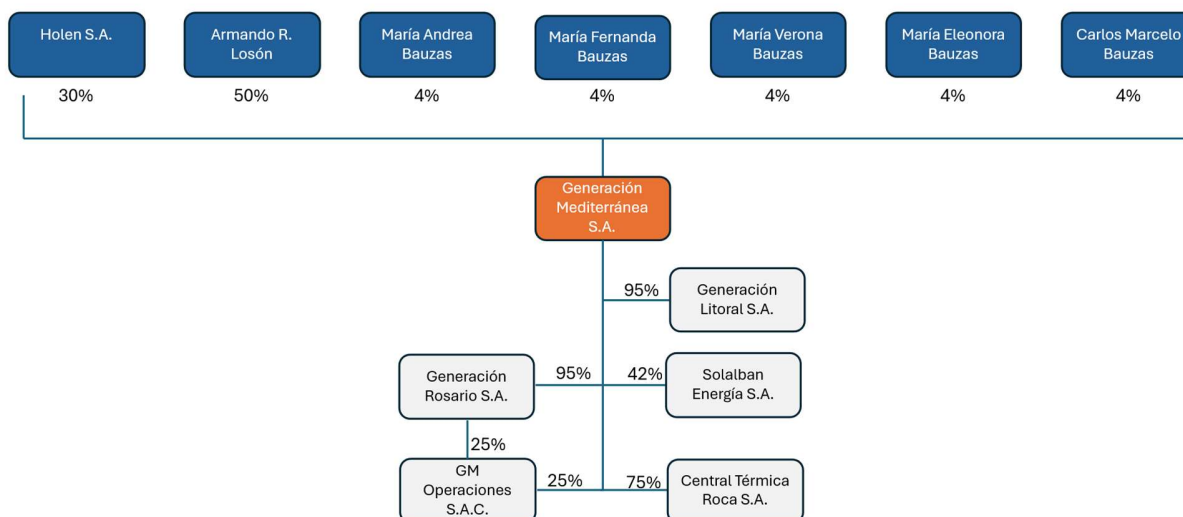 Holen S.A.
Armando R.
Losón
María Andrea
Bauzas
María Fernanda
Bauzas
María Verona
Bauzas
María Eleonora
Bauzas
Carlos Marcelo
Bauzas
30%
50%
4%
4%
4%
4%
4%
Generación
Mediterránea
S.A.
95%
Generación
Litoral S.A.
Generación
Rosario S.A.
95%
42%
Solalban
Energía S.A.
25%
GM
Operaciones
S.A.C.
25%
75%
Central Térmica
Roca S.A.